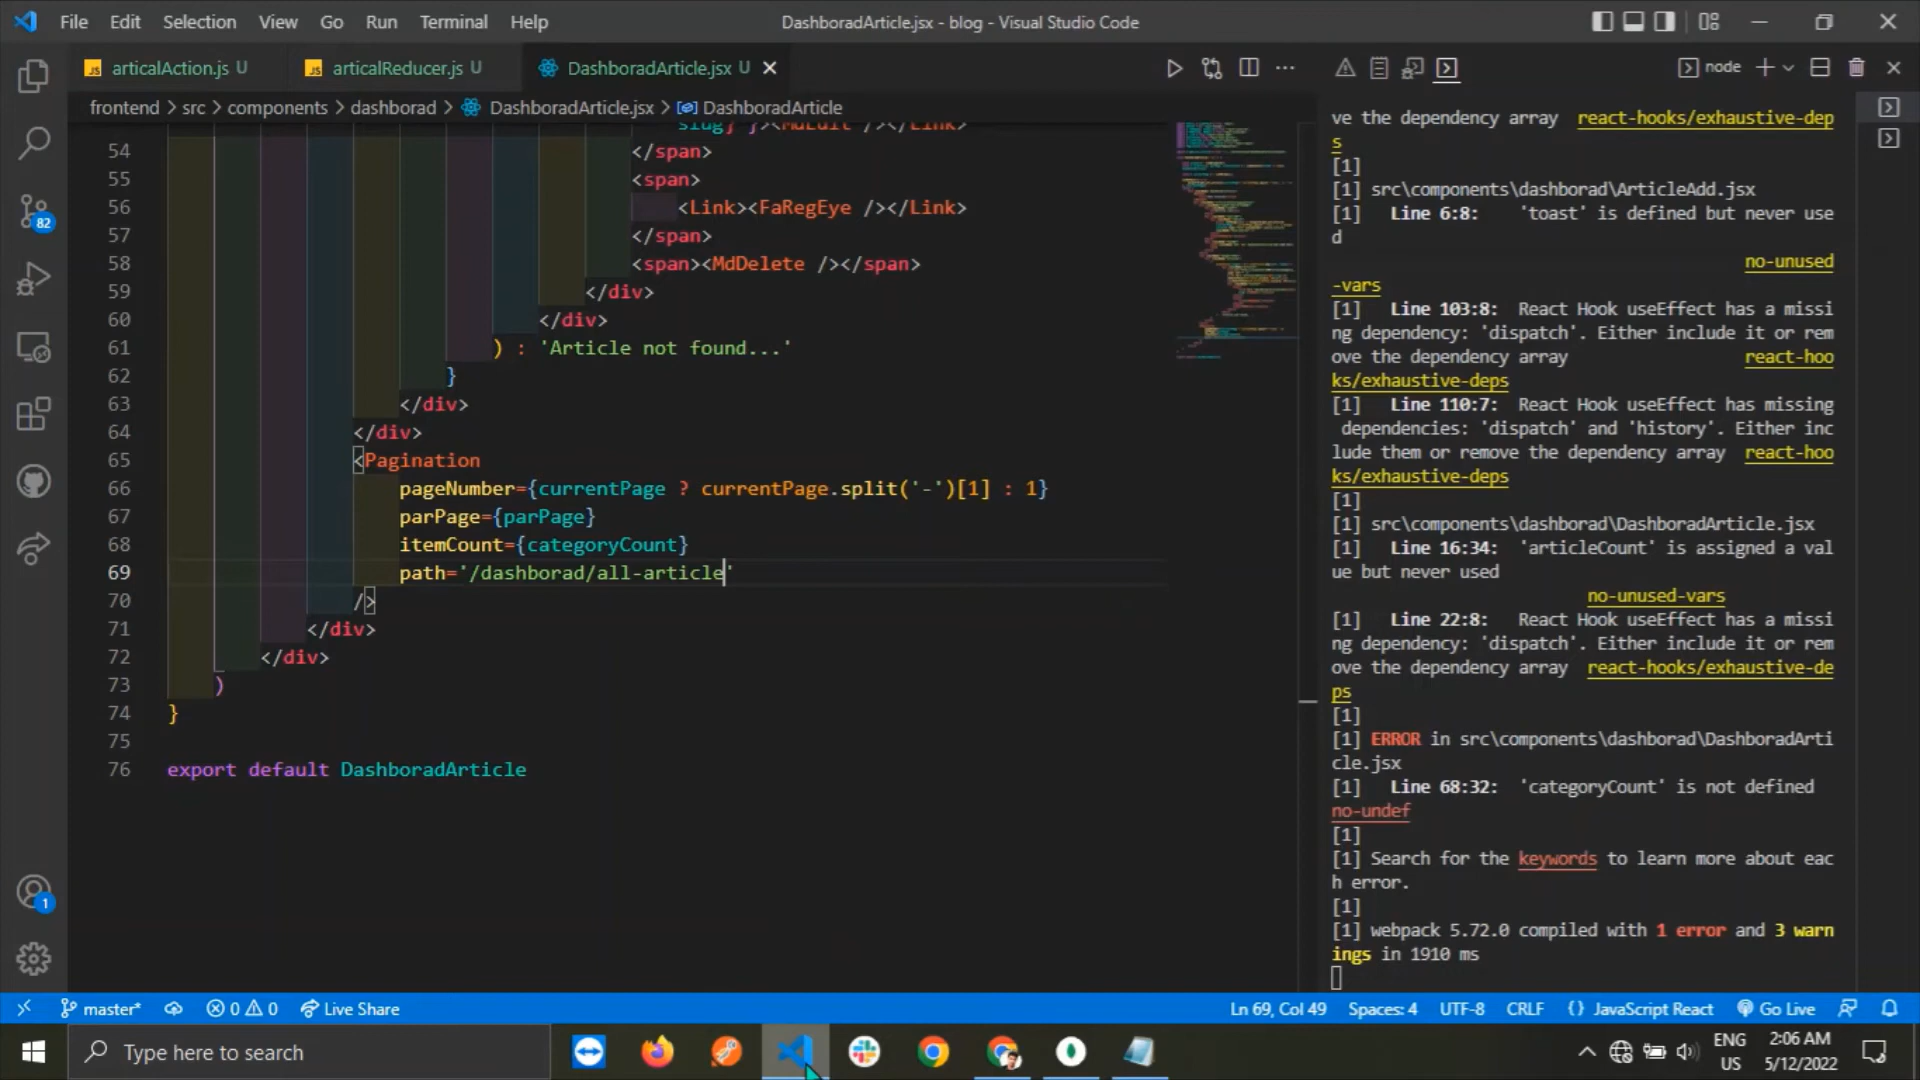 File Edit Selection View Go Run Terminal Help
DashboradArticle.jsx - blog - Visual Studio Code
JS articalAction.js U
JS articalReducer.js U
DashboradArticle.jsx U
node
frontend > src > components > dashborad > DashboradArticle.jsx > DashboradArticle
slug}`}><MdEdit /></Link>
54 </span>
55 <span>
56 <Link><FaRegEye /></Link>
57 </span>
58 <span><MdDelete /></span>
59 </div>
60 </div>
61 ) : 'Article not found...'
62 }
63 </div>
64 </div>
65 <Pagination
66 pageNumber={currentPage ? currentPage.split('-')[1] : 1}
67 parPage={parPage}
68 itemCount={categoryCount}
69 path='/dashborad/all-article'
70 />
71 </div>
72 </div>
73 )
74 }
75
76 export default DashboradArticle
ve the dependency array react-hooks/exhaustive-dep
s
[1]
[1] src\components\dashborad\ArticleAdd.jsx
[1] Line 6:8: 'toast' is defined but never use
d
no-unused
-vars
[1] Line 103:8: React Hook useEffect has a missi
ng dependency: 'dispatch'. Either include it or rem
ove the dependency array react-hoo
ks/exhaustive-deps
[1] Line 110:7: React Hook useEffect has missing
dependencies: 'dispatch' and 'history'. Either inc
lude them or remove the dependency array react-hoo
ks/exhaustive-deps
[1]
[1] src\components\dashborad\DashboradArticle.jsx
[1] Line 16:34: 'articleCount' is assigned a val
ue but never used
no-unused-vars
[1] Line 22:8: React Hook useEffect has a missi
ng dependency: 'dispatch'. Either include it or rem
ove the dependency array react-hooks/exhaustive-de
ps
[1]
[1] ERROR in src\components\dashborad\DashboradArti
cle.jsx
[1] Line 68:32: 'categoryCount' is not defined
no-undef
[1]
[1] Search for the keywords to learn more about eac
h error.
[1]
[1] webpack 5.72.0 compiled with 1 error and 3 warn
ings in 1910 ms
82
1
master* 0 0 Live Share
Ln 69, Col 49 Spaces: 4 UTF-8 CRLF {} JavaScript React Go Live
Type here to search
ENG
US
2:06 AM
5/12/2022